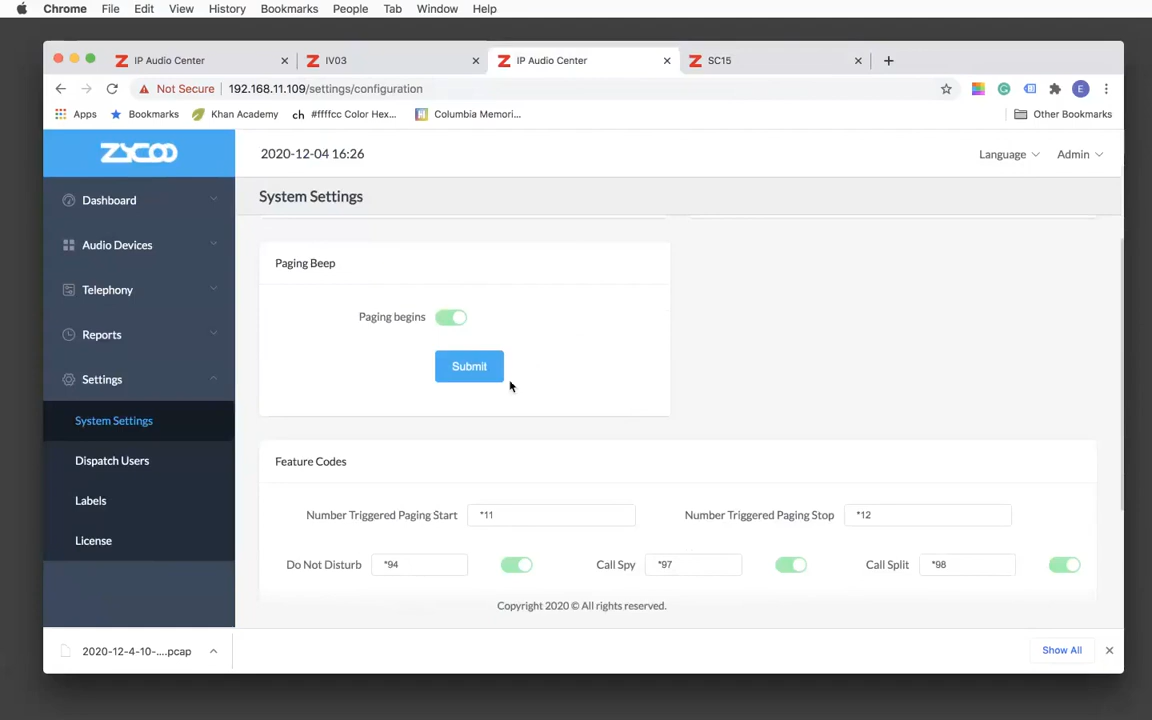 Chrome File Edit View History Bookmarks People Tab Window Help
IP Audio Center IV03 IP Audio Center SC15
Not Secure 192.168.11.109/settings/configuration E
Apps Bookmarks Khan Academy ch #ffffcc Color Hex... Columbia Memori... Other Bookmarks
ZYCOO 2020-12-04 16:26 Language Admin
System Settings
Dashboard
Audio Devices
Telephony
Reports
Settings
System Settings
Dispatch Users
Labels
License
Paging Beep
Paging begins
Submit
Feature Codes
Number Triggered Paging Start *11 Number Triggered Paging Stop *12
Do Not Disturb *94 Call Spy *97 Call Split *98
Copyright 2020 © All rights reserved.
2020-12-4-10-....pcap Show All